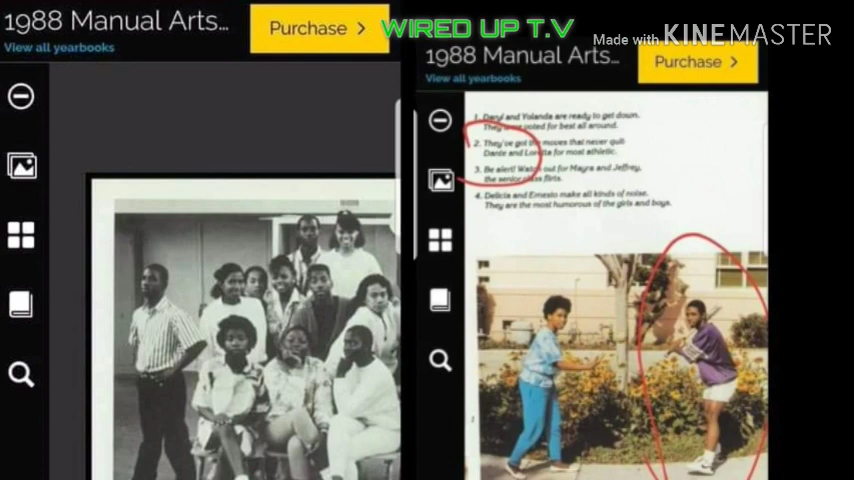 1988 Manual Arts...
Purchase >
View all yearbooks
WIRED UP T.V
Made with KINEMASTER
1988 Manual Arts...
Purchase >
View all yearbooks
1. Daryl and Yolanda are ready to get down.
They were voted for best all around.
2. They've got the moves that never quit
Dante and Loretta for most athletic.
3. Be alert! Watch out for Mayra and Jeffrey,
the senior class flirts.
4. Delicia and Ernesto make all kinds of noise.
They are the most humorous of the girls and boys.